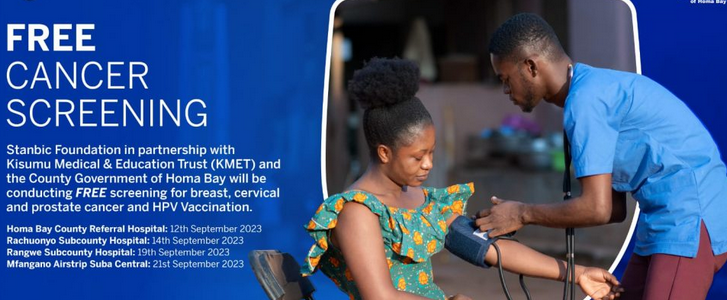 of Homa Bay
FREE
CANCER
SCREENING
Stanbic Foundation in partnership with
Kisumu Medical & Education Trust (KMET) and
the County Government of Homa Bay will be
conducting FREE screening for breast, cervical
and prostate cancer and HPV Vaccination.
Homa Bay County Referral Hospital: 12th September 2023
Rachuonyo Subcounty Hospital: 14th September 2023
Rangwe Subcounty Hospital: 19th September 2023
Mfangano Airstrip Suba Central: 21st September 2023